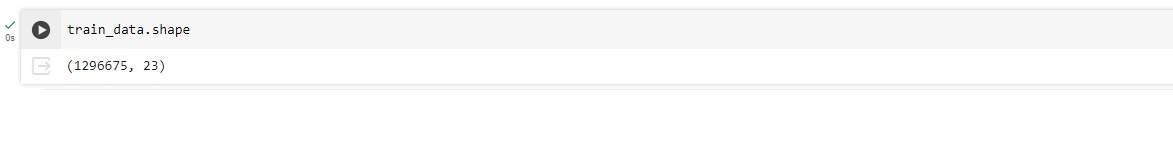 train_data.shape
0s
(1296675, 23)